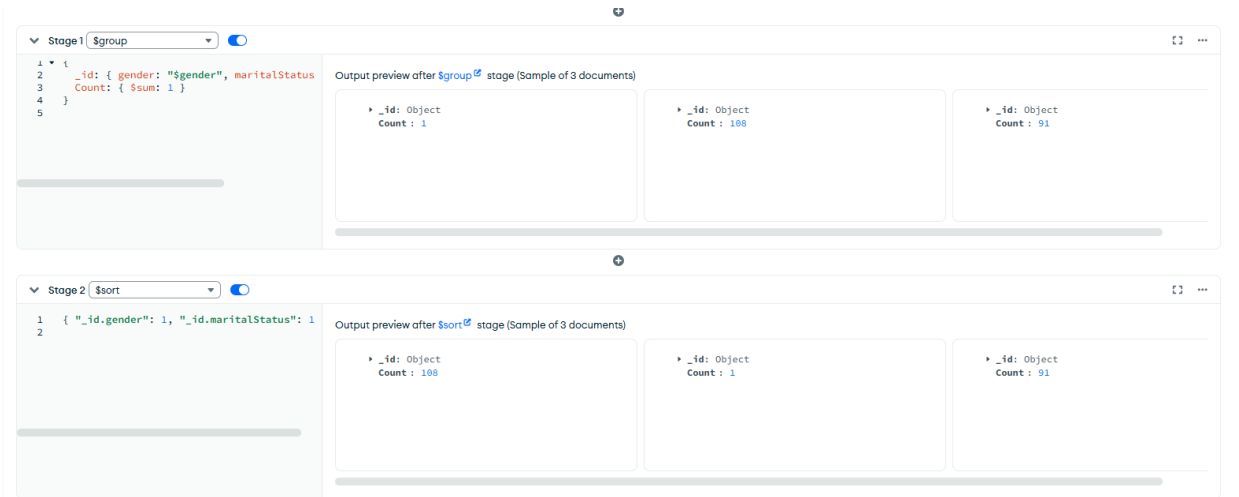 Stage 1 $group
1 {
2 _id: { gender: "$gender", maritalStatus
3 Count: { $sum: 1 }
4 }
5
Output preview after $group stage (Sample of 3 documents)
_id: Object
Count : 1
_id: Object
Count : 108
_id: Object
Count : 91
Stage 2 $sort
1 { "_id.gender": 1, "_id.maritalStatus": 1
2
Output preview after $sort stage (Sample of 3 documents)
_id: Object
Count : 108
_id: Object
Count : 1
_id: Object
Count : 91